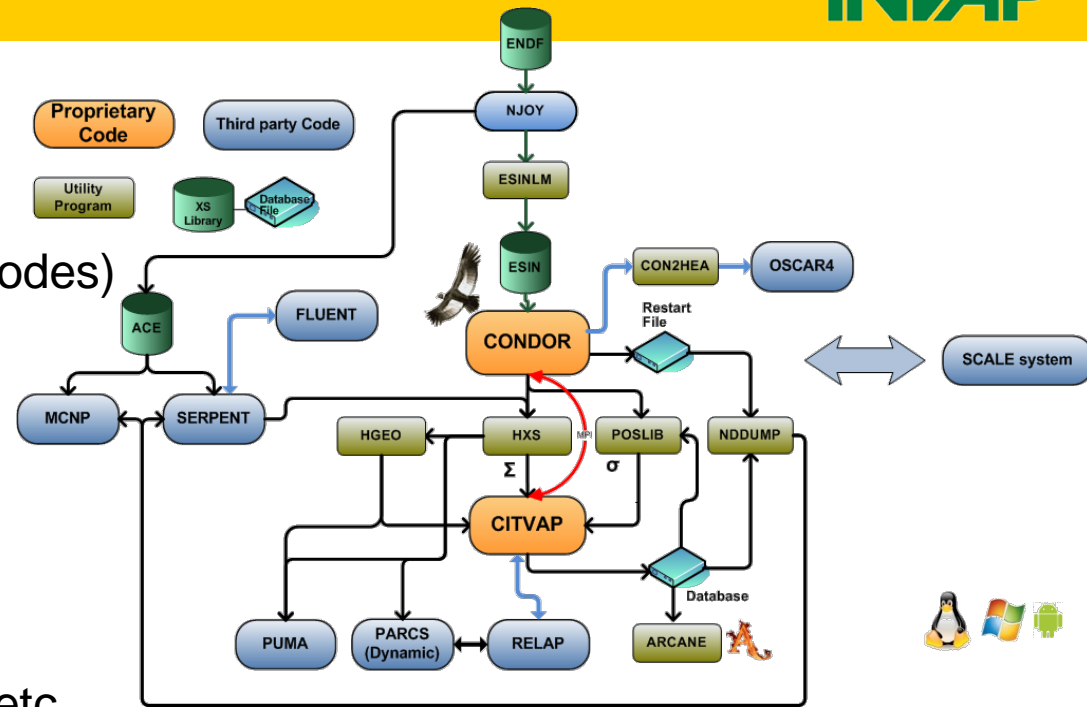 INVAP
ENDF
Proprietary
Code
Third party Code
NJOY
Utility
Program
XS
Library
Database
File
ESINLM
odes)
ESIN
CON2HEA
OSCAR4
ACE
FLUENT
Restart
File
CONDOR
SCALE system
MCNP
SERPENT
HGEO
HXS
MPI
POSLIB
NDDUMP
Σ
σ
CITVAP
Database
PUMA
PARCS
(Dynamic)
RELAP
ARCANE
etc